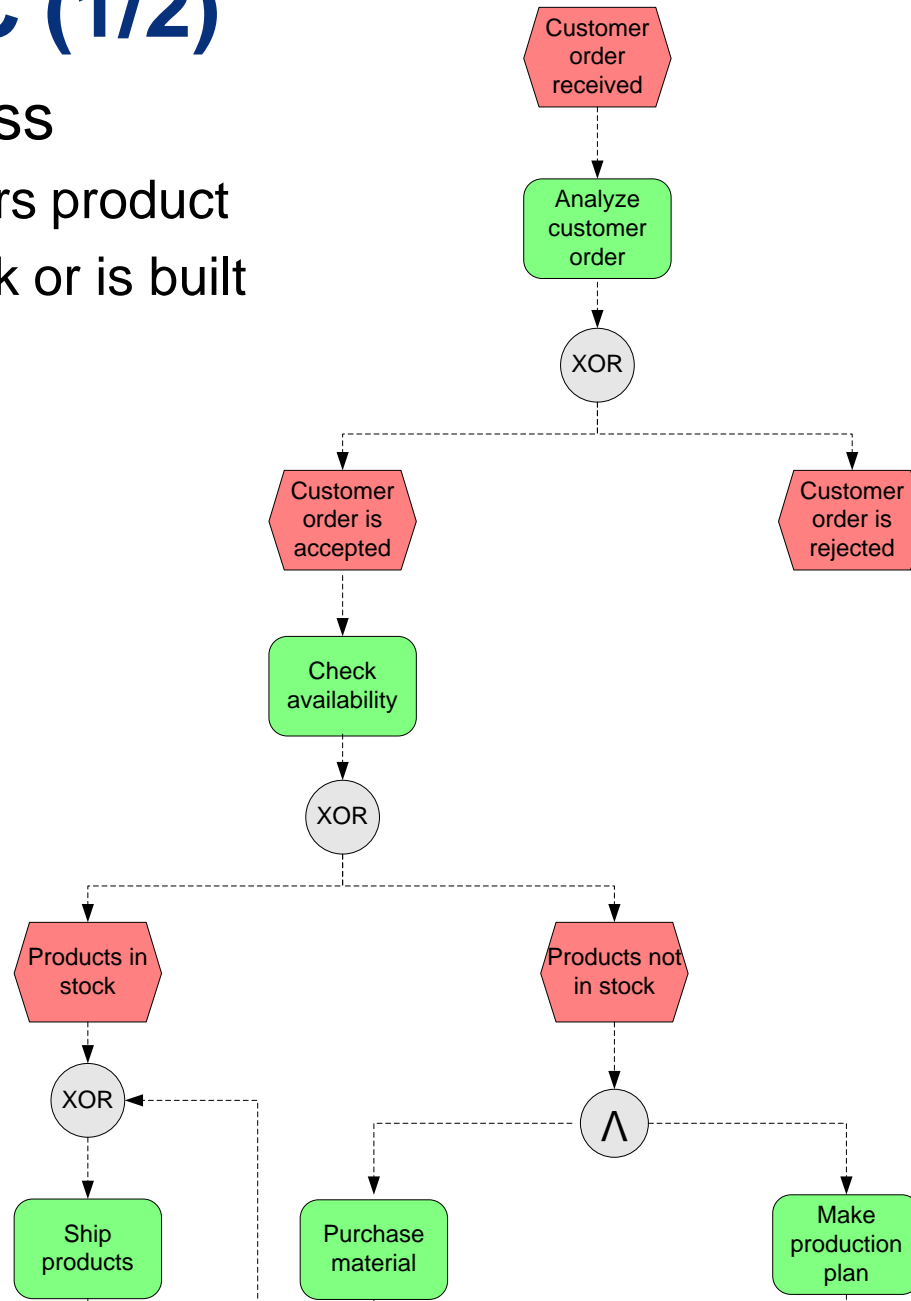 C (1/2)
ss
rs product
k or is built
Customer
order
received
Analyze
customer
order
XOR
Customer
order is
accepted
Customer
order is
rejected
Check
availability
XOR
Products in
stock
Products not
in stock
XOR
Λ
Ship
products
Purchase
material
Make
production
plan